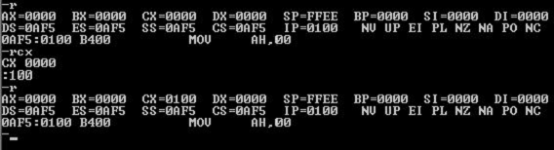 -r
AX=0000  BX=0000  CX=0000  DX=0000  SP=FFEE  BP=0000  SI=0000  DI=0000
DS=0AF5  ES=0AF5  SS=0AF5  CS=0AF5  IP=0100   NV UP EI PL NZ NA PO NC
0AF5:0100 B400          MOV     AH,00
-rcx
CX 0000
:100
-r
AX=0000  BX=0000  CX=0100  DX=0000  SP=FFEE  BP=0000  SI=0000  DI=0000
DS=0AF5  ES=0AF5  SS=0AF5  CS=0AF5  IP=0100   NV UP EI PL NZ NA PO NC
0AF5:0100 B400          MOV     AH,00
-_